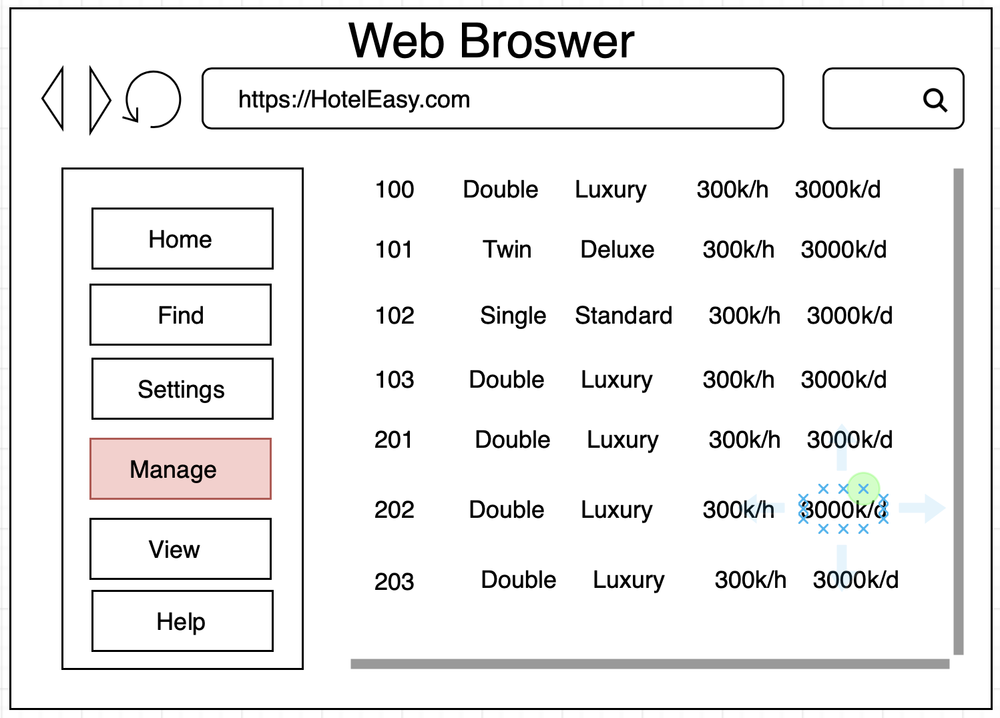 Web Broswer
https://HotelEasy.com
Home
Find
Settings
Manage
View
Help
100 Double Luxury 300k/h 3000k/d
101 Twin Deluxe 300k/h 3000k/d
102 Single Standard 300k/h 3000k/d
103 Double Luxury 300k/h 3000k/d
201 Double Luxury 300k/h 3000k/d
202 Double Luxury 300k/h 3000k/d
203 Double Luxury 300k/h 3000k/d